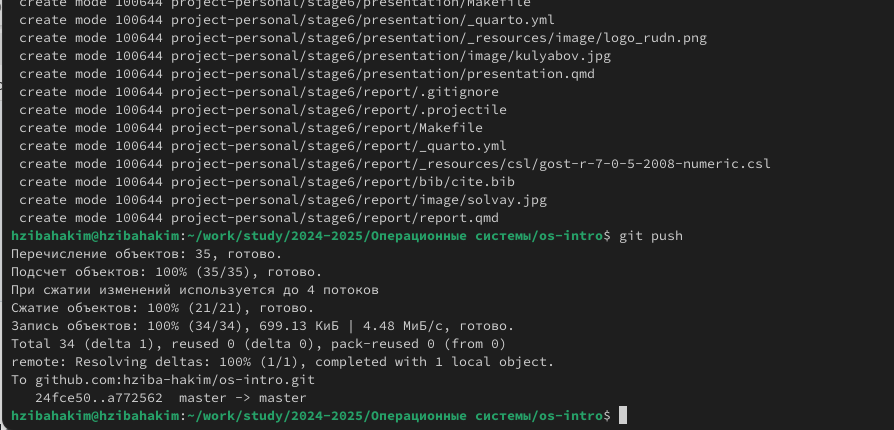 create mode 100644 project-personal/stage6/presentation/Makefile
create mode 100644 project-personal/stage6/presentation/_quarto.yml
create mode 100644 project-personal/stage6/presentation/_resources/image/logo_rudn.png
create mode 100644 project-personal/stage6/presentation/image/kulyabov.jpg
create mode 100644 project-personal/stage6/presentation/presentation.qmd
create mode 100644 project-personal/stage6/report/.gitignore
create mode 100644 project-personal/stage6/report/.projectile
create mode 100644 project-personal/stage6/report/Makefile
create mode 100644 project-personal/stage6/report/_quarto.yml
create mode 100644 project-personal/stage6/report/_resources/csl/gost-r-7-0-5-2008-numeric.csl
create mode 100644 project-personal/stage6/report/bib/cite.bib
create mode 100644 project-personal/stage6/report/image/solvay.jpg
create mode 100644 project-personal/stage6/report/report.qmd
hzibahakim@hzibahakim:~/work/study/2024-2025/Операционные системы/os-intro$ git push
Перечисление объектов: 35, готово.
Подсчет объектов: 100% (35/35), готово.
При сжатии изменений используется до 4 потоков
Сжатие объектов: 100% (21/21), готово.
Запись объектов: 100% (34/34), 699.13 КиБ | 4.48 МиБ/с, готово.
Total 34 (delta 1), reused 0 (delta 0), pack-reused 0 (from 0)
remote: Resolving deltas: 100% (1/1), completed with 1 local object.
To github.com:hziba-hakim/os-intro.git
   24fce50..a772562  master -> master
hzibahakim@hzibahakim:~/work/study/2024-2025/Операционные системы/os-intro$